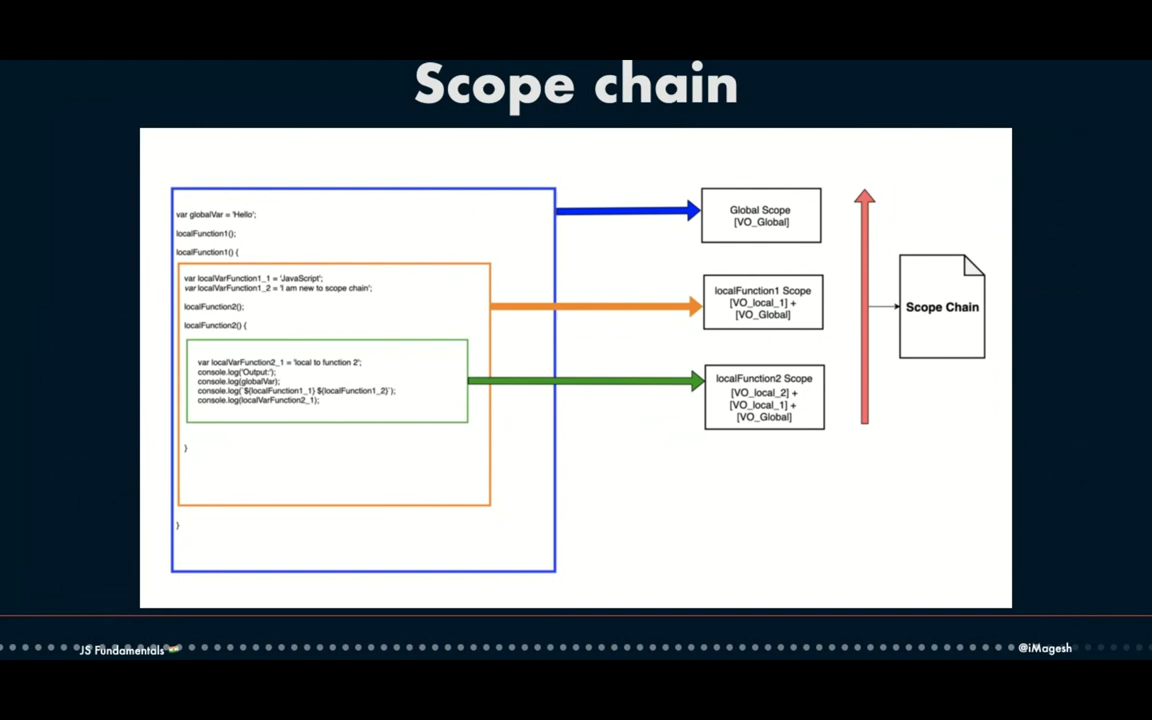 Scope chain
var globalVar = 'Hello';
localFunction1();
localFunction1() {
var localVarFunction1_1 = 'JavaScript';
var localVarFunction1_2 = 'I am new to scope chain';
localFunction2();
localFunction2() {
var localVarFunction2_1 = 'local to function 2';
console.log('Output:');
console.log(globalVar);
console.log(`${localFunction1_1} ${localFunction1_2}`);
console.log(localVarFunction2_1);
}
}
Global Scope
[VO_Global]
localFunction1 Scope
[VO_local_1] +
[VO_Global]
localFunction2 Scope
[VO_local_2] +
[VO_local_1] +
[VO_Global]
Scope Chain
JS Fundamentals
@iMagesh